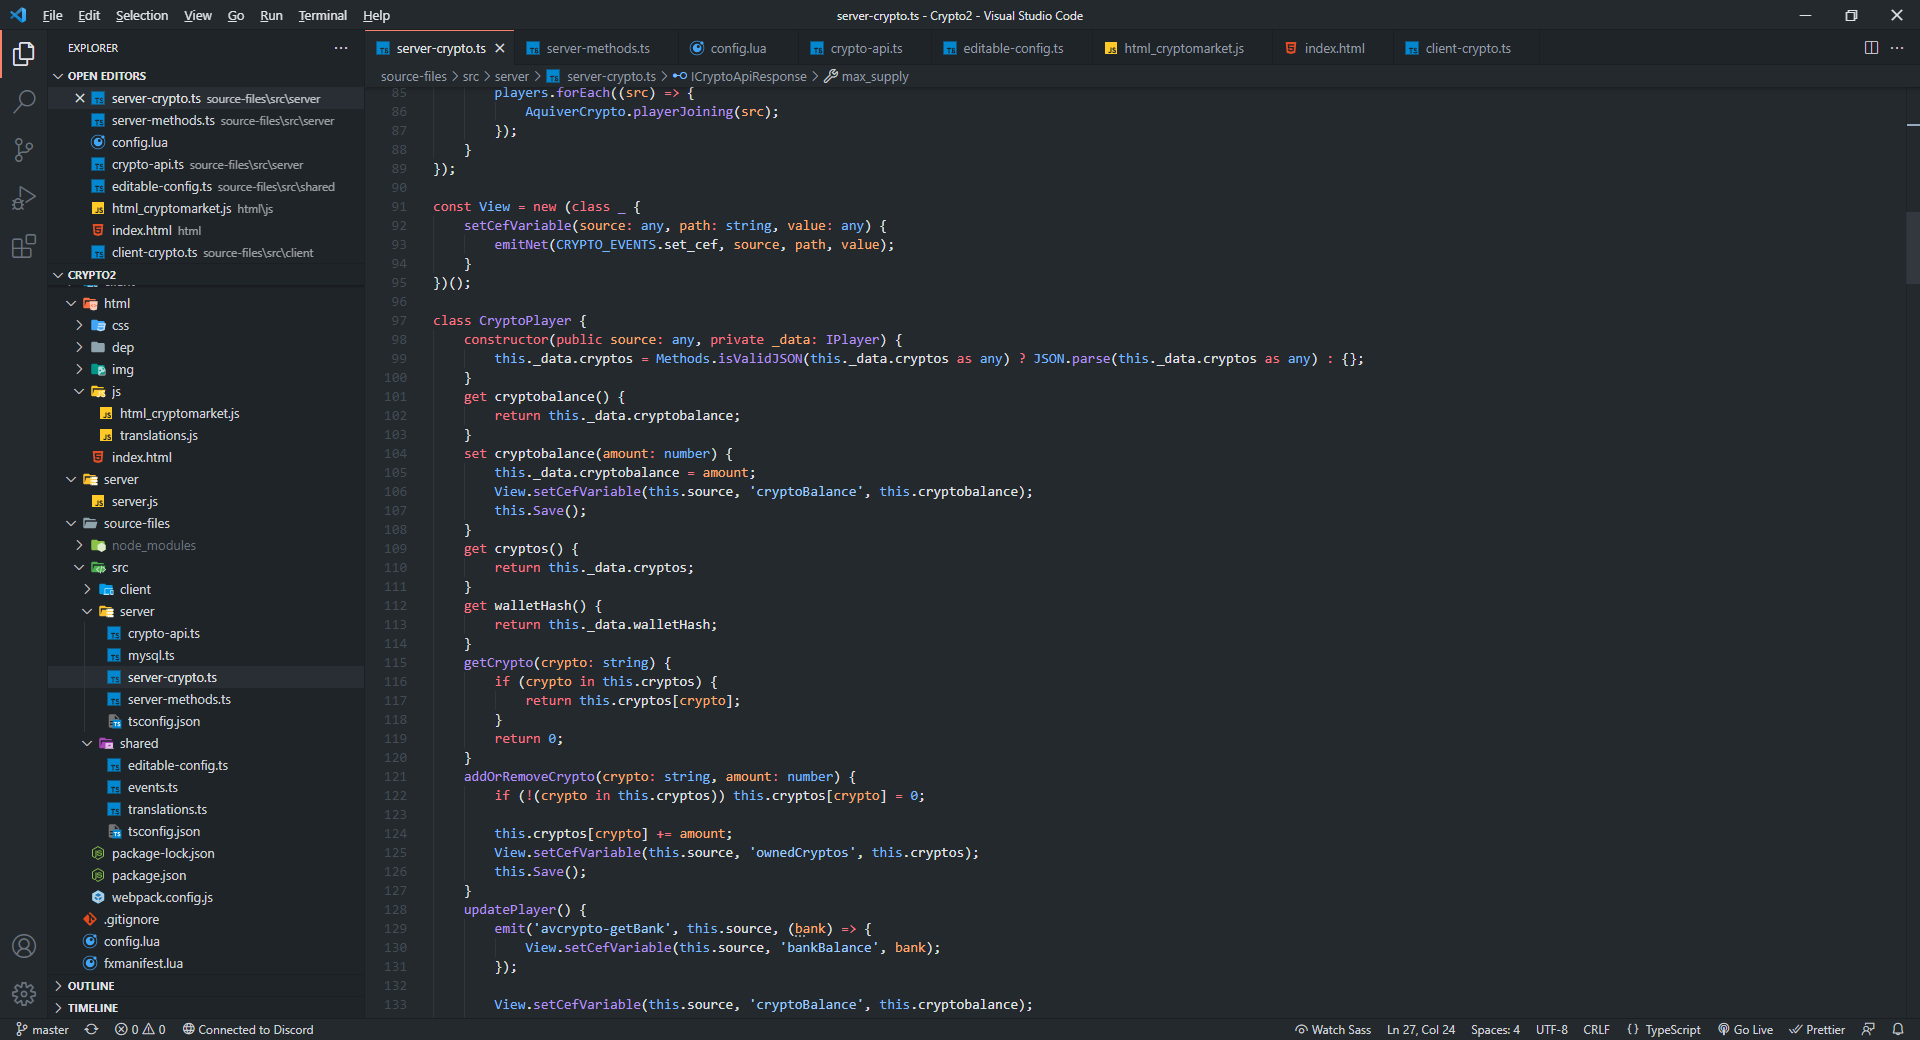 File Edit Selection View Go Run Terminal Help
server-crypto.ts - Crypto2 - Visual Studio Code
EXPLORER
OPEN EDITORS
server-crypto.ts source-files\src\server
server-methods.ts source-files\src\server
config.lua
crypto-api.ts source-files\src\server
editable-config.ts source-files\src\shared
html_cryptomarket.js html\js
index.html html
client-crypto.ts source-files\src\client
CRYPTO2
html
css
dep
img
js
html_cryptomarket.js
translations.js
index.html
server
server.js
source-files
node_modules
src
client
server
crypto-api.ts
mysql.ts
server-crypto.ts
server-methods.ts
tsconfig.json
shared
editable-config.ts
events.ts
translations.ts
tsconfig.json
package-lock.json
package.json
webpack.config.js
.gitignore
config.lua
fxmanifest.lua
OUTLINE
TIMELINE
server-crypto.ts server-methods.ts config.lua crypto-api.ts editable-config.ts html_cryptomarket.js index.html client-crypto.ts
source-files > src > server > server-crypto.ts > ICryptoApiResponse > max_supply
85 players.forEach((src) => {
86 AquiverCrypto.playerJoining(src);
87 });
88 }
89 });
90
91 const View = new (class _ {
92 setCefVariable(source: any, path: string, value: any) {
93 emitNet(CRYPTO_EVENTS.set_cef, source, path, value);
94 }
95 })();
96
97 class CryptoPlayer {
98 constructor(public source: any, private _data: IPlayer) {
99 this._data.cryptos = Methods.isValidJSON(this._data.cryptos as any) ? JSON.parse(this._data.cryptos as any) : {};
100 }
101 get cryptobalance() {
102 return this._data.cryptobalance;
103 }
104 set cryptobalance(amount: number) {
105 this._data.cryptobalance = amount;
106 View.setCefVariable(this.source, 'cryptoBalance', this.cryptobalance);
107 this.Save();
108 }
109 get cryptos() {
110 return this._data.cryptos;
111 }
112 get walletHash() {
113 return this._data.walletHash;
114 }
115 getCrypto(crypto: string) {
116 if (crypto in this.cryptos) {
117 return this.cryptos[crypto];
118 }
119 return 0;
120 }
121 addOrRemoveCrypto(crypto: string, amount: number) {
122 if (!(crypto in this.cryptos)) this.cryptos[crypto] = 0;
123
124 this.cryptos[crypto] += amount;
125 View.setCefVariable(this.source, 'ownedCryptos', this.cryptos);
126 this.Save();
127 }
128 updatePlayer() {
129 emit('avcrypto-getBank', this.source, (bank) => {
130 View.setCefVariable(this.source, 'bankBalance', bank);
131 });
132
133 View.setCefVariable(this.source, 'cryptoBalance', this.cryptobalance);
master 0 0 Connected to Discord
Watch Sass Ln 27, Col 24 Spaces: 4 UTF-8 CRLF {} TypeScript Go Live Prettier